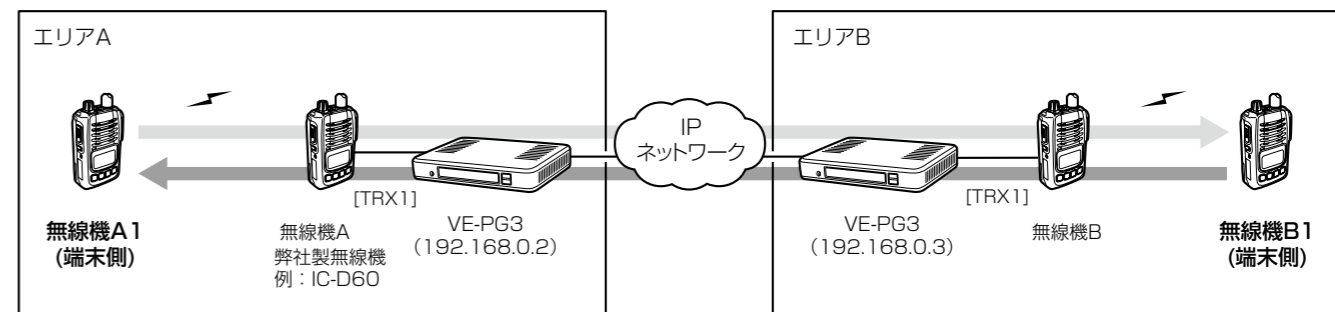 エリアA
エリアB
IP
ネットワーク
[TRX1]
[TRX1]
無線機A1
(端末側)
無線機A
弊社製無線機
例：IC-D60
VE-PG3
（192.168.0.2）
VE-PG3
（192.168.0.3）
無線機B
無線機B1
(端末側)